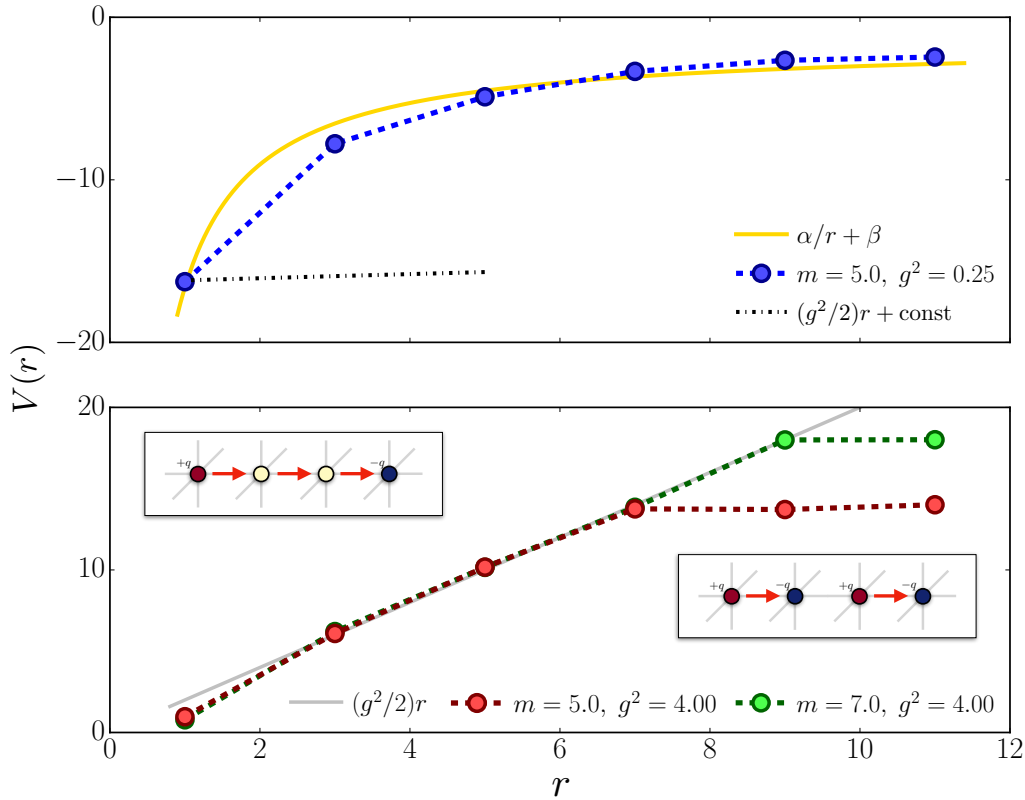 0
−10
−20
α/r + β
m = 5.0, g² = 0.25
(g²/2)r + const
V(r)
20
10
0
+q −q
+q −q +q −q
(g²/2)r m = 5.0, g² = 4.00 m = 7.0, g² = 4.00
0 2 4 6 8 10 12
r